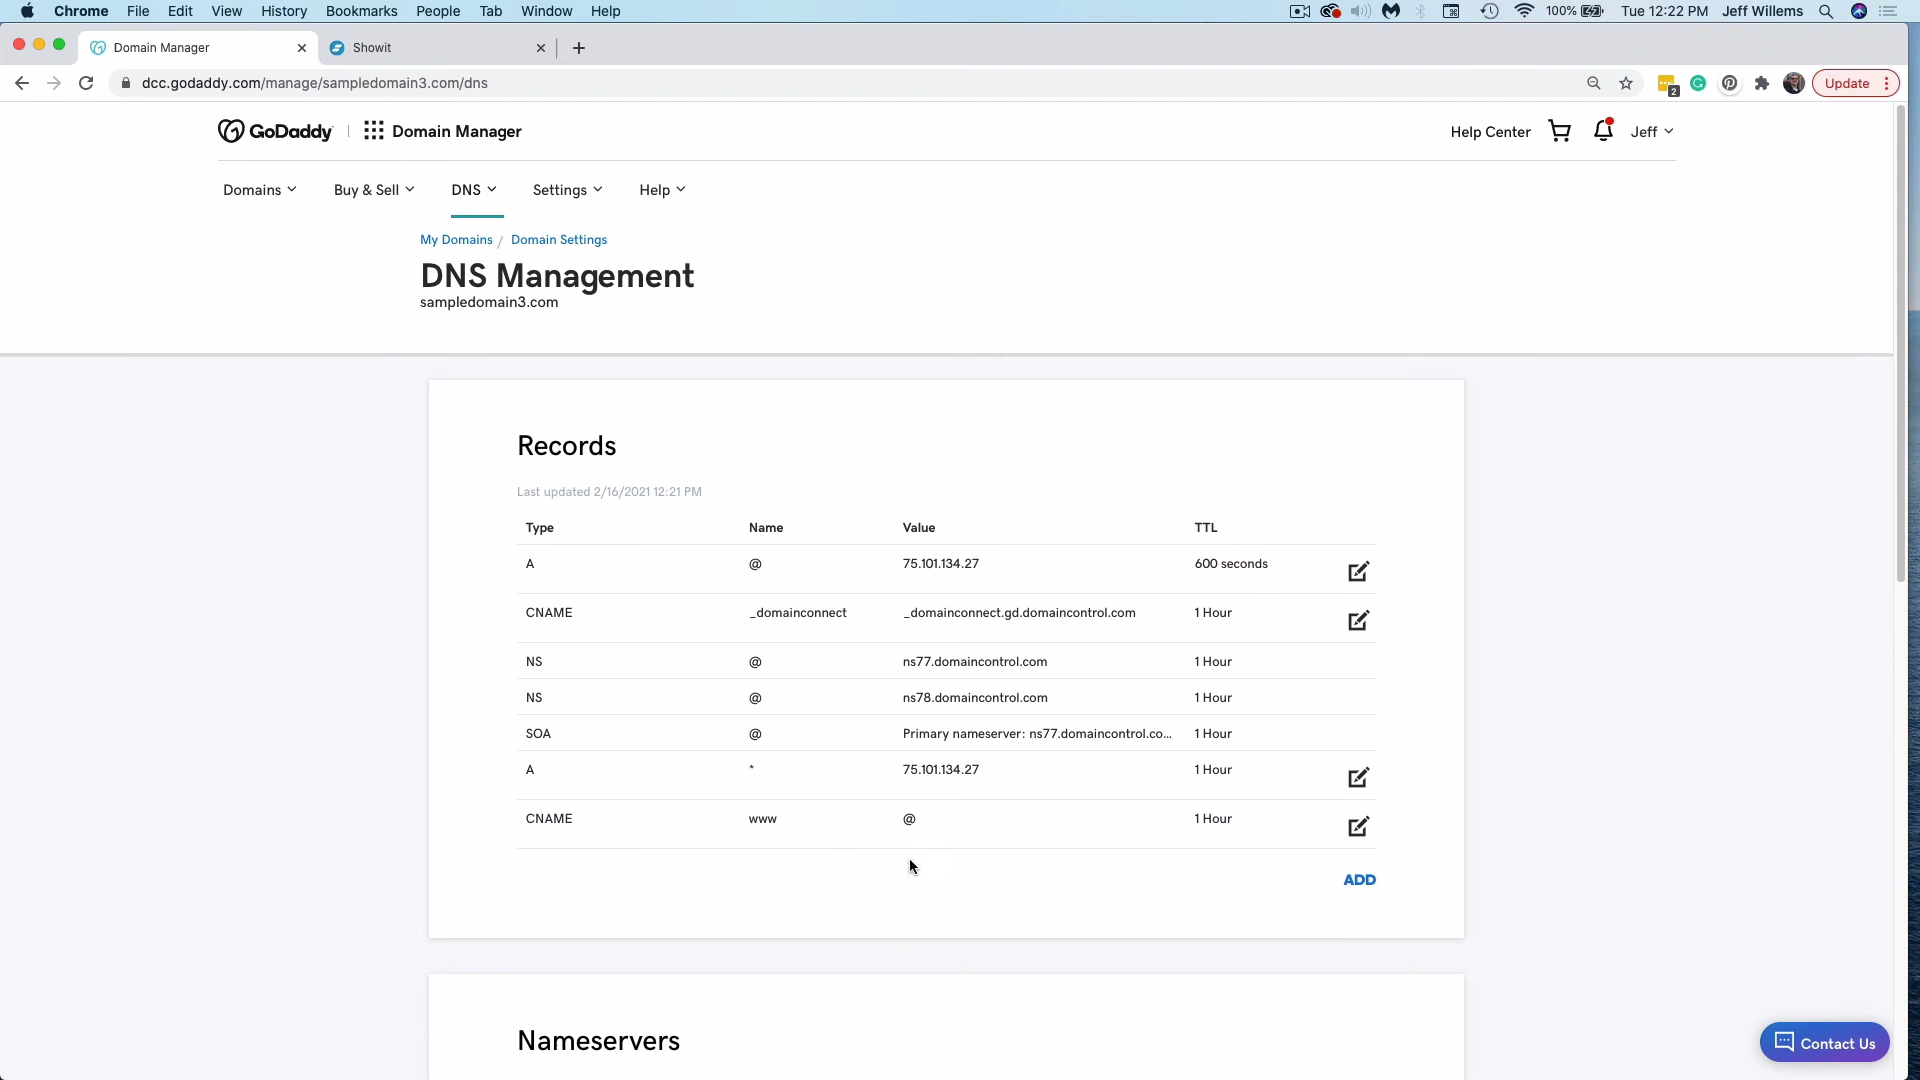 Chrome File Edit View History Bookmarks People Tab Window Help 100% Tue 12:22 PM Jeff Willems
Domain Manager Showit
dcc.godaddy.com/manage/sampledomain3.com/dns 2 Update
GoDaddy Domain Manager Help Center Jeff
Domains Buy & Sell DNS Settings Help
My Domains / Domain Settings
DNS Management
sampledomain3.com
Records
Last updated 2/16/2021 12:21 PM
Type Name Value TTL
A @ 75.101.134.27 600 seconds
CNAME _domainconnect _domainconnect.gd.domaincontrol.com 1 Hour
NS @ ns77.domaincontrol.com 1 Hour
NS @ ns78.domaincontrol.com 1 Hour
SOA @ Primary nameserver: ns77.domaincontrol.co... 1 Hour
A * 75.101.134.27 1 Hour
CNAME www @ 1 Hour
ADD
Nameservers
Contact Us